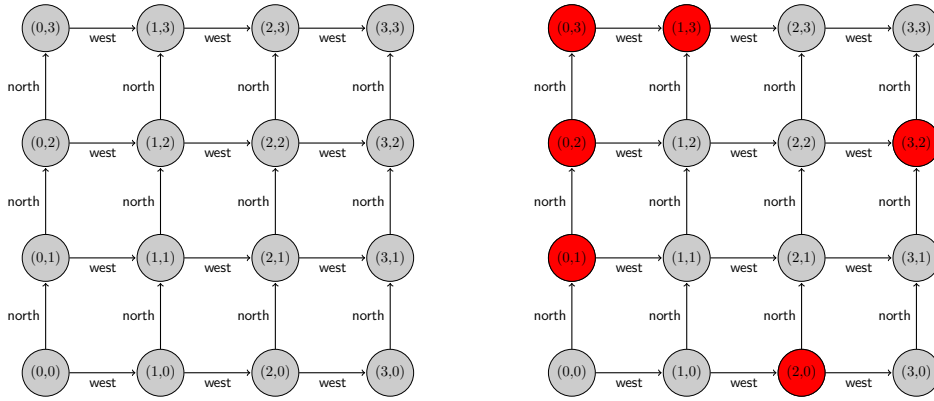 (0,3) (1,3) (2,3) (3,3)
west west west
north north north north
(0,2) (1,2) (2,2) (3,2)
west west west
north north north north
(0,1) (1,1) (2,1) (3,1)
west west west
north north north north
(0,0) (1,0) (2,0) (3,0)
west west west
(0,3) (1,3) (2,3) (3,3)
west west west
north north north north
(0,2) (1,2) (2,2) (3,2)
west west west
north north north north
(0,1) (1,1) (2,1) (3,1)
west west west
north north north north
(0,0) (1,0) (2,0) (3,0)
west west west